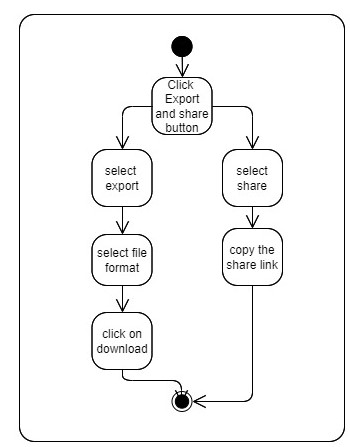 Click
Export
and share
button
select
export
select
share
select file
format
copy the
share link
click on
download